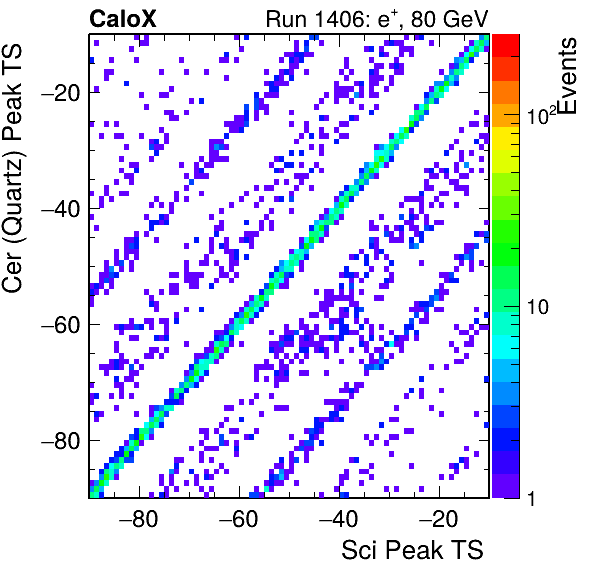 CaloX
Run 1406: e+, 80 GeV
Cer (Quartz) Peak TS
−20
−40
−60
−80
−80
−60
−40
−20
Sci Peak TS
Events
10²
10
1